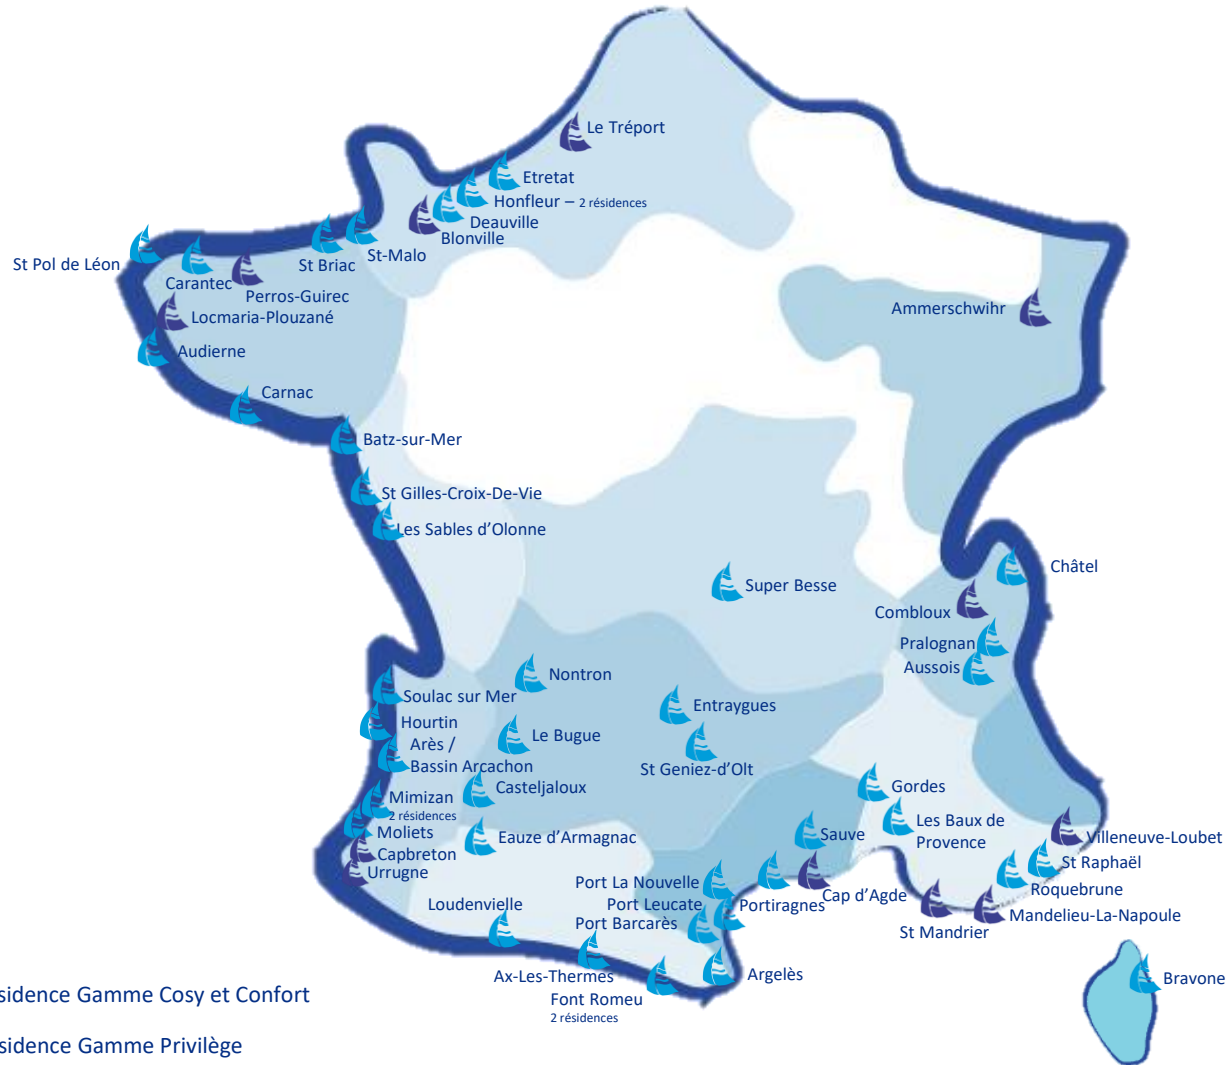 Le Tréport
Etretat
Honfleur – 2 résidences
Deauville
Blonville
St-Malo
St Briac
St Pol de Léon
Carantec
Perros-Guirec
Locmaria-Plouzané
Ammerschwihr
Audierne
Carnac
Batz-sur-Mer
St Gilles-Croix-De-Vie
Les Sables d’Olonne
Châtel
Super Besse
Combloux
Pralognan
Aussois
Nontron
Soulac sur Mer
Entraygues
Hourtin
Le Bugue
Arès /
Bassin Arcachon
St Geniez-d’Olt
Casteljaloux
Gordes
Mimizan
2 résidences
Les Baux de
Provence
Moliets
Eauze d’Armagnac
Sauve
Villeneuve-Loubet
Capbreton
St Raphaël
Urrugne
Port La Nouvelle
Roquebrune
Cap d’Agde
Loudenvielle
Port Leucate
Portiragnes
Mandelieu-La-Napoule
Port Barcarès
St Mandrier
Ax-Les-Thermes
Argelès
Bravone
Font Romeu
2 résidences
sidence Gamme Cosy et Confort
sidence Gamme Privilège